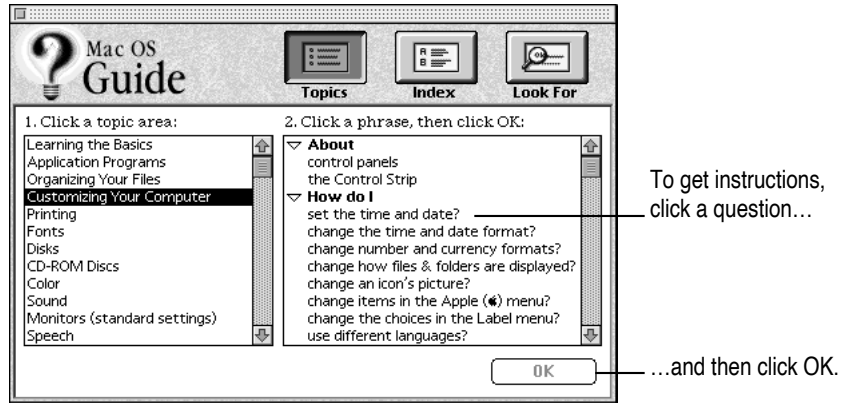 Mac OS
Guide
Topics
Index
Look For
1. Click a topic area:
Learning the Basics
Application Programs
Organizing Your Files
Customizing Your Computer
Printing
Fonts
Disks
CD-ROM Discs
Color
Sound
Monitors (standard settings)
Speech
2. Click a phrase, then click OK:
About
control panels
the Control Strip
How do I
set the time and date?
change the time and date format?
change number and currency formats?
change how files & folders are displayed?
change an icon's picture?
change items in the Apple () menu?
change the choices in the Label menu?
use different languages?
OK
To get instructions,
click a question…
…and then click OK.